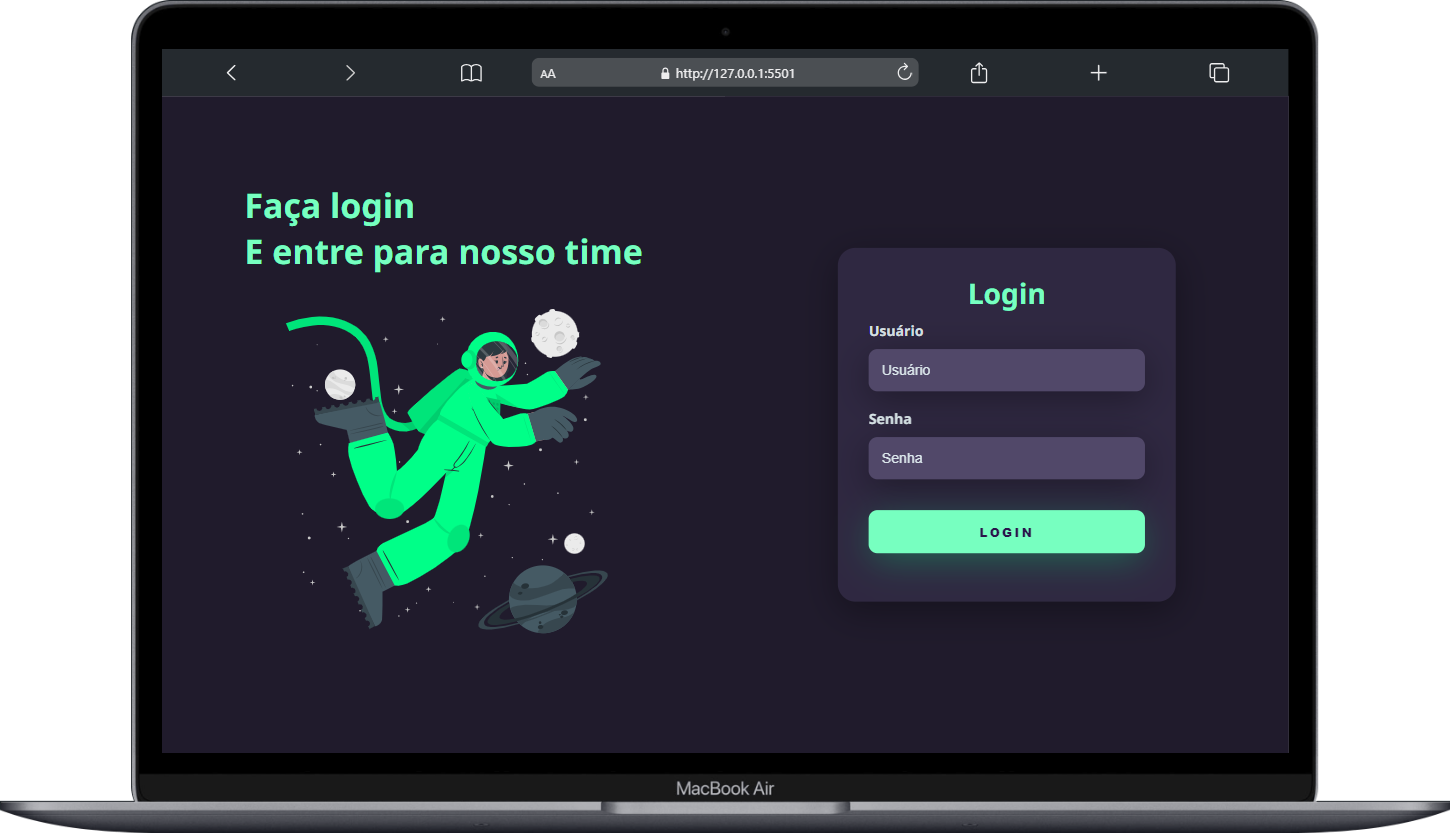 AA
http://127.0.0.1:5501
Faça login
E entre para nosso time
Login
Usuário
Usuário
Senha
Senha
LOGIN
MacBook Air